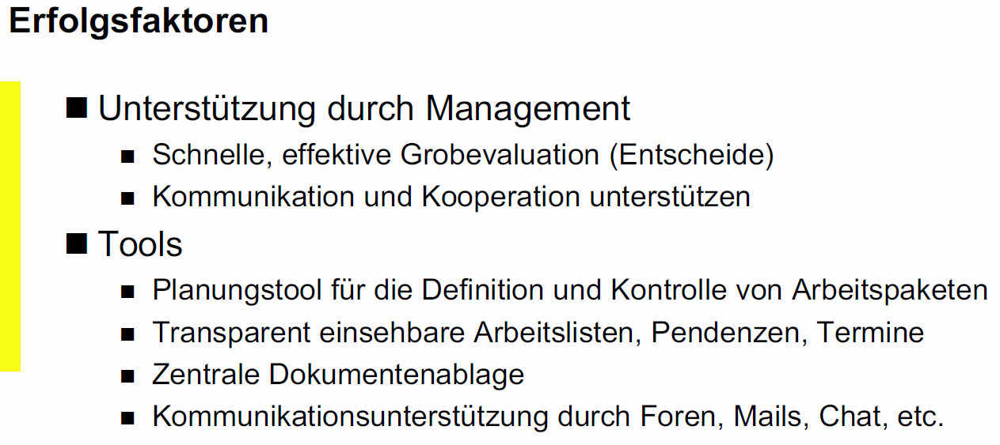 Erfolgsfaktoren
Unterstützung durch Management
Schnelle, effektive Grobevaluation (Entscheide)
Kommunikation und Kooperation unterstützen
Tools
Planungstool für die Definition und Kontrolle von Arbeitspaketen
Transparent einsehbare Arbeitslisten, Pendenzen, Termine
Zentrale Dokumentenablage
Kommunikationsunterstützung durch Foren, Mails, Chat, etc.